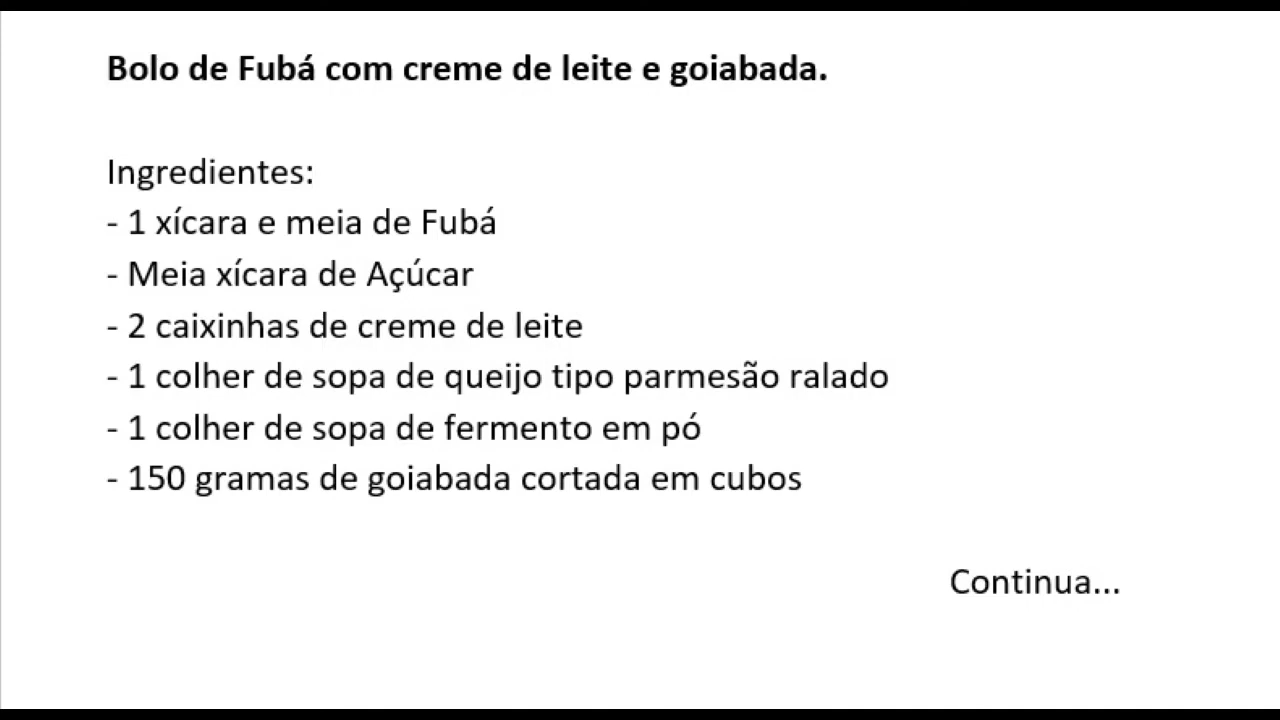 Bolo de Fubá com creme de leite e goiabada.
Ingredientes:
- 1 xícara e meia de Fubá
- Meia xícara de Açúcar
- 2 caixinhas de creme de leite
- 1 colher de sopa de queijo tipo parmesão ralado
- 1 colher de sopa de fermento em pó
- 150 gramas de goiabada cortada em cubos
Continua...